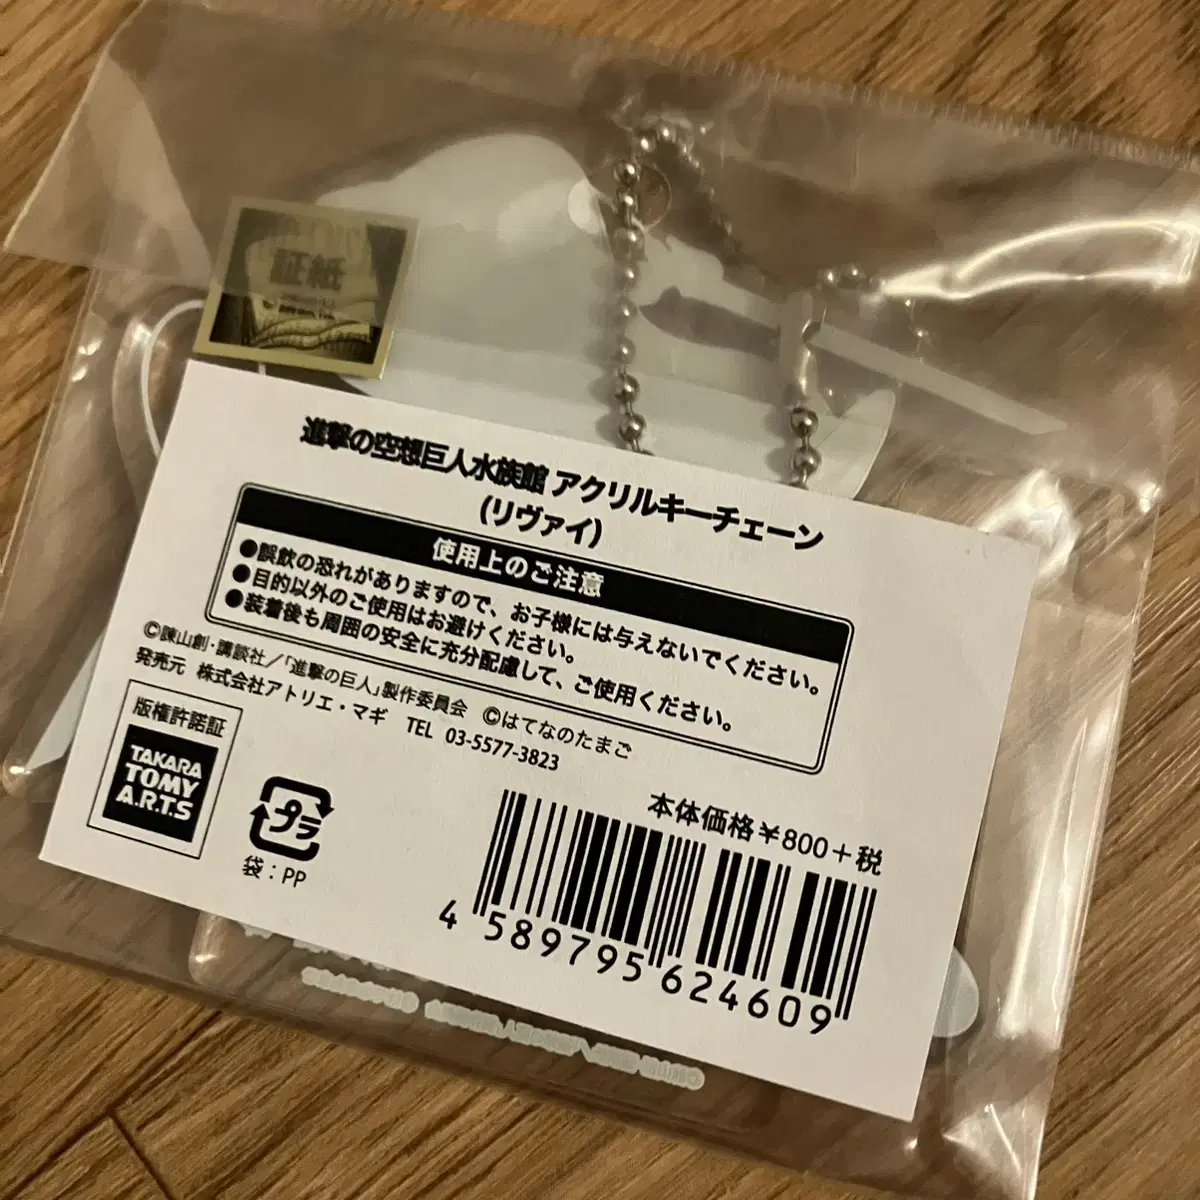 証紙
進撃の空想巨人水族館 アクリルキーチェーン
(リヴァイ)
使用上のご注意
●誤飲の恐れがありますので、お子様には与えないでください。
●目的以外のご使用はお避けください。
●装着後も周囲の安全に充分配慮して、ご使用ください。
©諫山創・講談社／「進撃の巨人」製作委員会 ©はてなのたまご
発売元 株式会社アトリエ・マギ TEL 03-5577-3823
版権許諾証
TAKARA
TOMY
A.R.T.S
プラ
袋：PP
本体価格￥800＋税
4 589795 624609